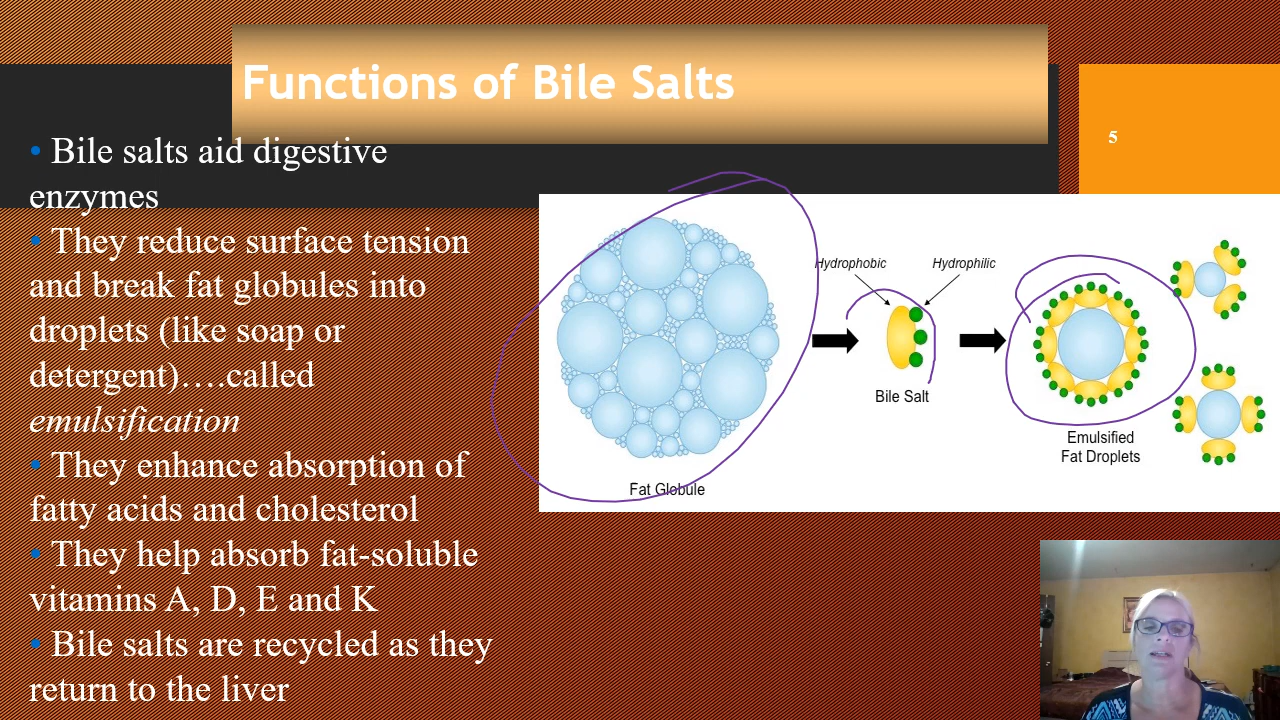 Functions of Bile Salts
5
• Bile salts aid digestive
enzymes
• They reduce surface tension
and break fat globules into
droplets (like soap or
detergent)….called
emulsification
• They enhance absorption of
fatty acids and cholesterol
• They help absorb fat-soluble
vitamins A, D, E and K
• Bile salts are recycled as they
return to the liver
Hydrophobic
Hydrophilic
Bile Salt
Emulsified
Fat Droplets
Fat Globule